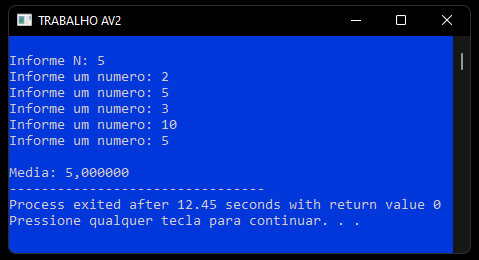 TRABALHO AV2
Informe N: 5
Informe um numero: 2
Informe um numero: 5
Informe um numero: 3
Informe um numero: 10
Informe um numero: 5
Media: 5,000000
--------------------------------
Process exited after 12.45 seconds with return value 0
Pressione qualquer tecla para continuar. . .